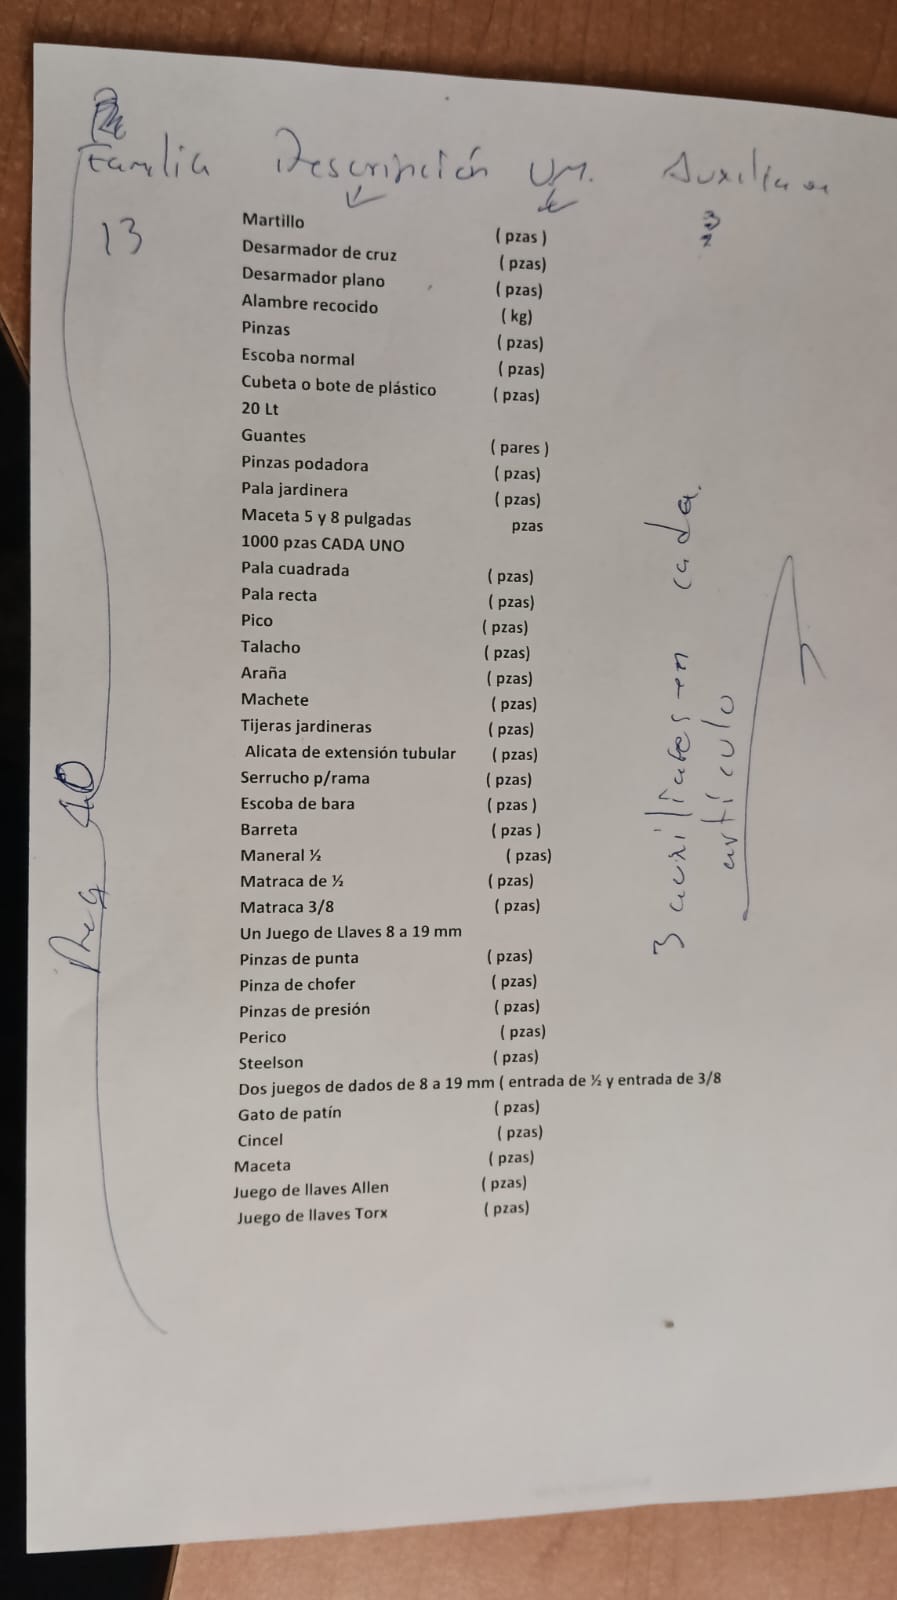 Familia Descripción UM. Auxiliar
13
Martillo ( pzas )
Desarmador de cruz ( pzas)
Desarmador plano ( pzas)
Alambre recocido ( kg)
Pinzas ( pzas)
Escoba normal ( pzas)
Cubeta o bote de plástico ( pzas)
20 Lt
Guantes ( pares )
Pinzas podadora ( pzas)
Pala jardinera ( pzas)
Maceta 5 y 8 pulgadas pzas
1000 pzas CADA UNO
Pala cuadrada ( pzas)
Pala recta ( pzas)
Pico ( pzas)
Talacho ( pzas)
Araña ( pzas)
Machete ( pzas)
Tijeras jardineras ( pzas)
Alicata de extensión tubular ( pzas)
Serrucho p/rama ( pzas)
Escoba de bara ( pzas )
Barreta ( pzas )
Maneral ½ ( pzas)
Matraca de ½ ( pzas)
Matraca 3/8 ( pzas)
Un Juego de Llaves 8 a 19 mm
Pinzas de punta ( pzas)
Pinza de chofer ( pzas)
Pinzas de presión ( pzas)
Perico ( pzas)
Steelson ( pzas)
Dos juegos de dados de 8 a 19 mm ( entrada de ½ y entrada de 3/8
Gato de patín ( pzas)
Cincel ( pzas)
Maceta ( pzas)
Juego de llaves Allen ( pzas)
Juego de llaves Torx ( pzas)
3 auxiliares en cada
artículo